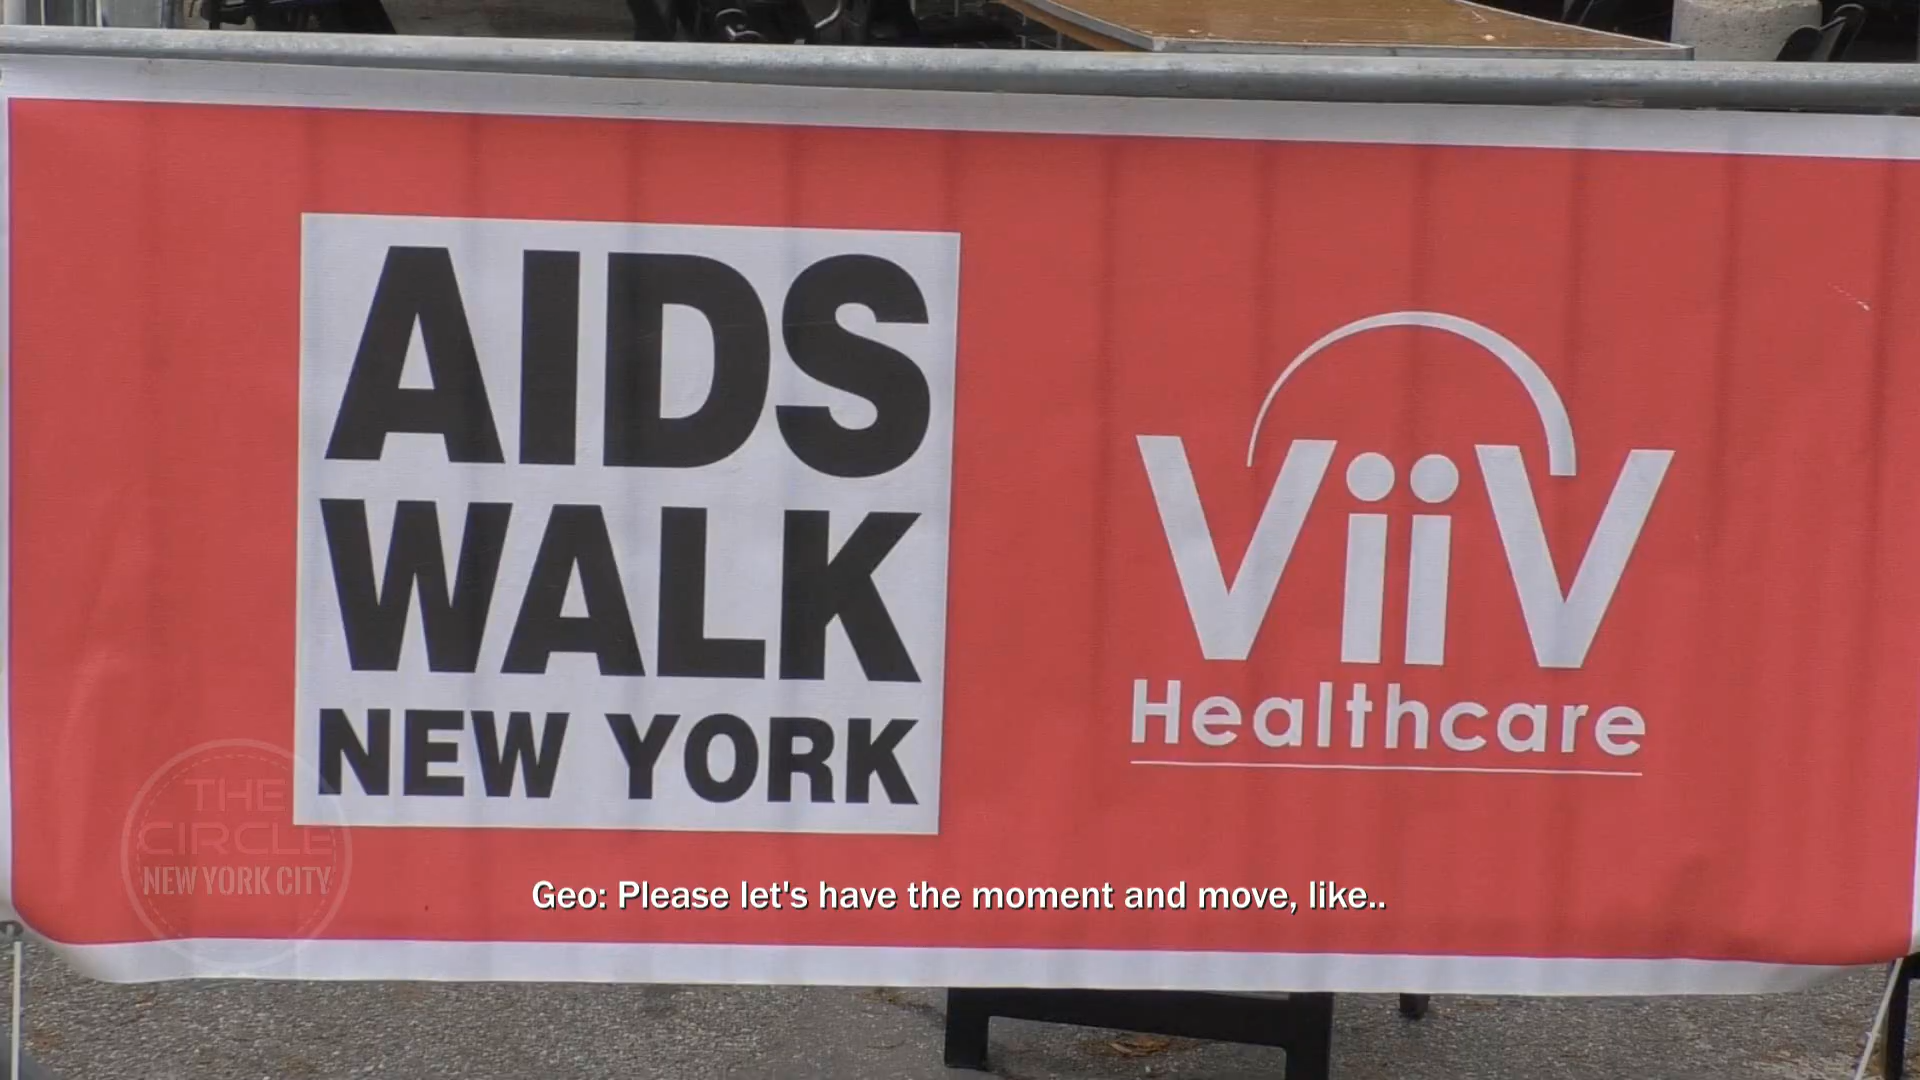 AIDS
WALK
NEW YORK
ViiV
Healthcare
THE
CIRCLE
NEW YORK CITY
Geo: Please let's have the moment and move, like..